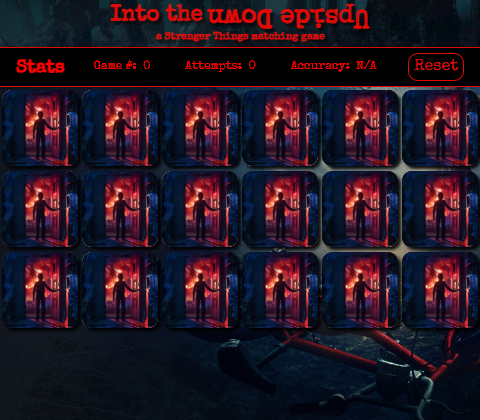 Into the Upside Down
a Stranger Things matching game
Stats
Game #: 0
Attempts: 0
Accuracy: N/A
Reset